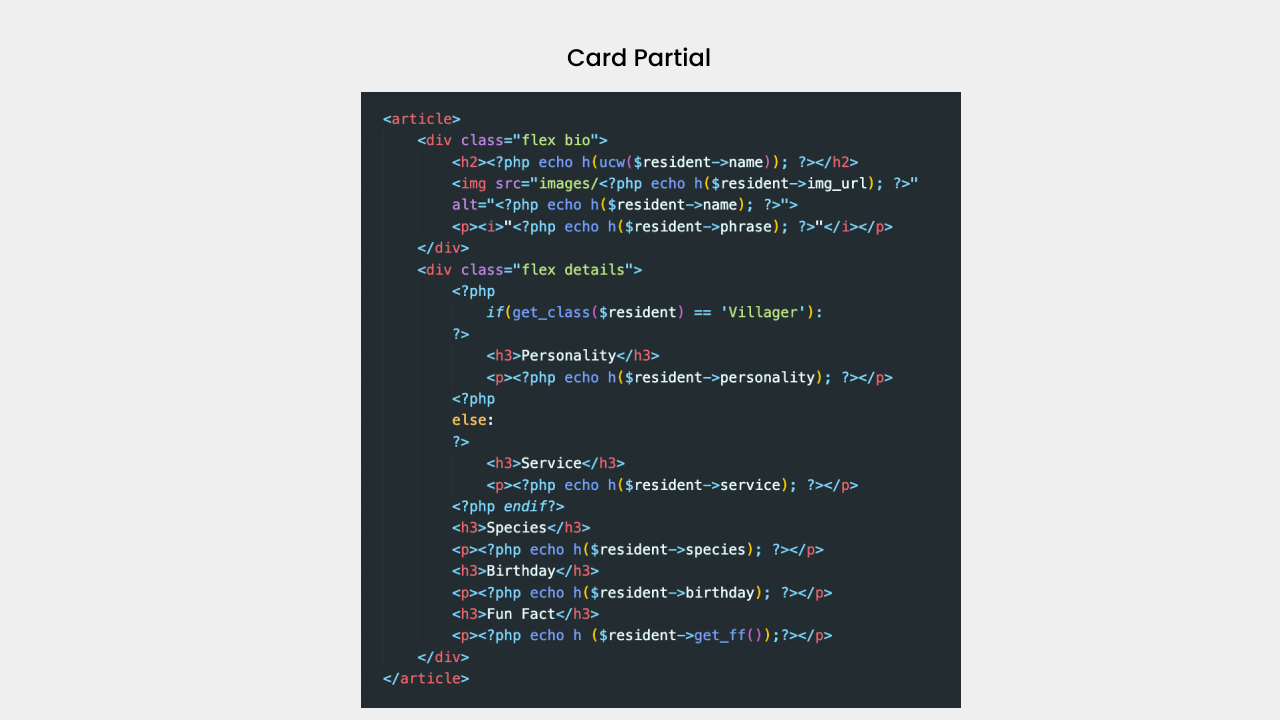 Card Partial
<article>
    <div class="flex bio">
        <h2><?php echo h(ucw($resident->name)); ?></h2>
        <img src="images/<?php echo h($resident->img_url); ?>"
        alt="<?php echo h($resident->name); ?>">
        <p><i>"<?php echo h($resident->phrase); ?>"</i></p>
    </div>
    <div class="flex details">
        <?php
            if(get_class($resident) == 'Villager'):
        ?>
            <h3>Personality</h3>
            <p><?php echo h($resident->personality); ?></p>
        <?php
        else:
        ?>
            <h3>Service</h3>
            <p><?php echo h($resident->service); ?></p>
        <?php endif?>
        <h3>Species</h3>
        <p><?php echo h($resident->species); ?></p>
        <h3>Birthday</h3>
        <p><?php echo h($resident->birthday); ?></p>
        <h3>Fun Fact</h3>
        <p><?php echo h ($resident->get_ff());?></p>
    </div>
</article>